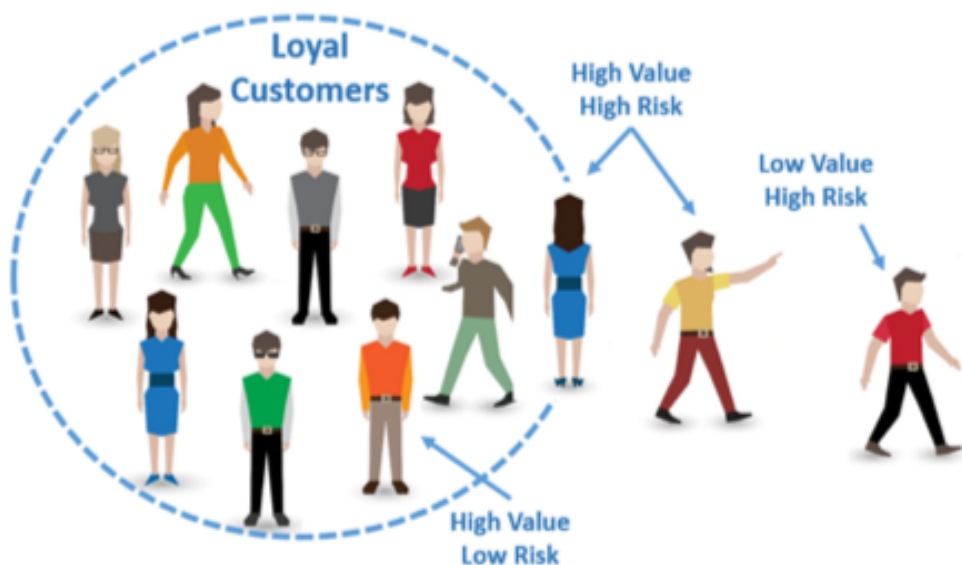 Loyal
Customers
High Value
High Risk
Low Value
High Risk
High Value
Low Risk